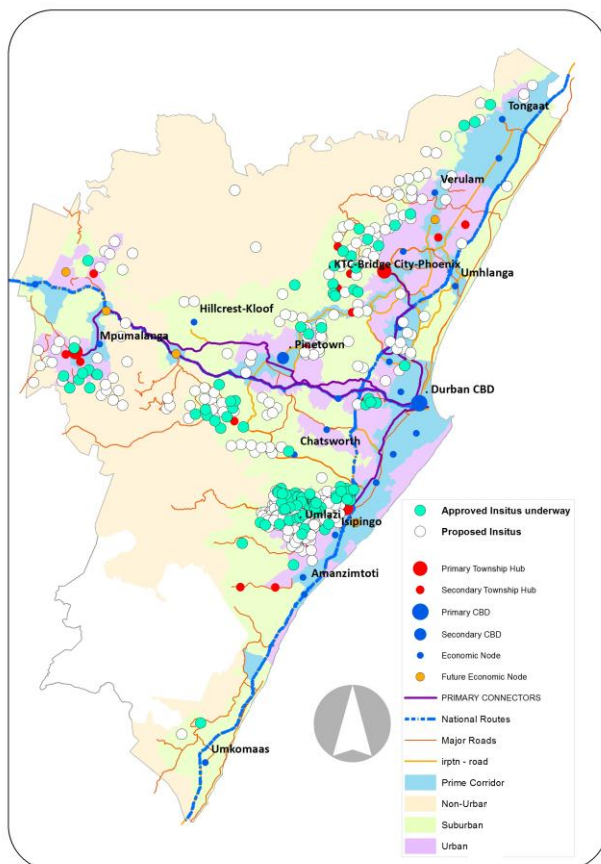 Tongaat
Verulam
KTC-Bridge City-Phoenix
Umhlanga
Hillcrest-Kloof
Mpumalanga
. Pinetown
. Durban CBD
Chatsworth
. Umlazi
Isipingo
Amanzimtoti
Umkomaas
Approved Insitus underway
Proposed Insitus
Primary Township Hub
Secondary Township Hub
Primary CBD
Secondary CBD
Economic Node
Future Economic Node
PRIMARY CONNECTORS
National Routes
Major Roads
irptn - road
Prime Corridor
Non-Urbar
Suburban
Urban